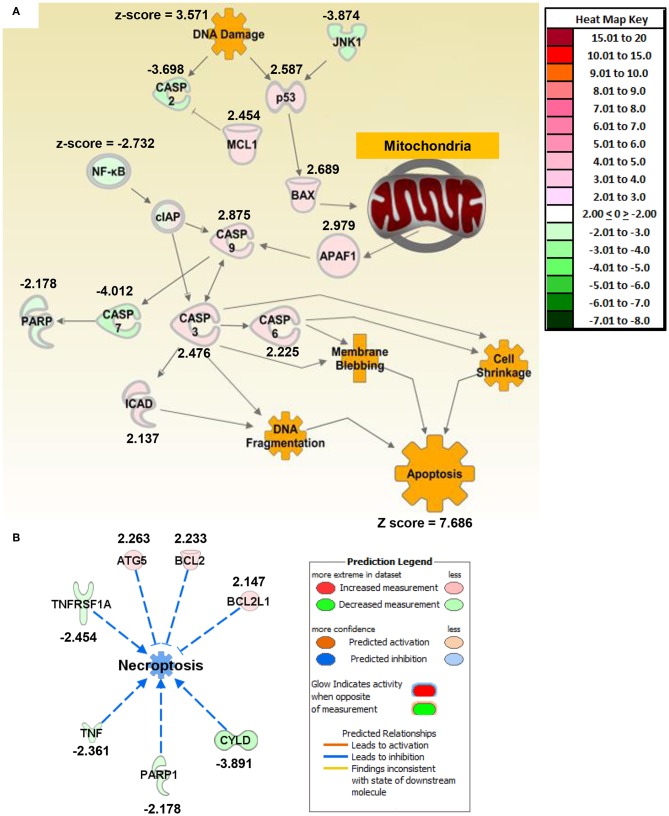 A
z-score = 3.571
DNA Damage
-3.874
JNK1
-3.698
CASP
2
2.587
p53
2.454
MCL1
z-score = -2.732
NF-κB
Mitochondria
2.689
BAX
cIAP
2.875
CASP
9
2.979
APAF1
-2.178
PARP
-4.012
CASP
7
CASP
3
2.476
CASP
6
2.225
Membrane
Blebbing
Cell
Shrinkage
ICAD
2.137
DNA
Fragmentation
Apoptosis
Z score = 7.686
Heat Map Key
15.01 to 20
10.01 to 15.0
9.01 to 10.0
8.01 to 9.0
7.01 to 8.0
6.01 to 7.0
5.01 to 6.0
4.01 to 5.0
3.01 to 4.0
2.01 to 3.0
2.00 ≤ 0 ≥ -2.00
-2.01 to -3.0
-3.01 to -4.0
-4.01 to -5.0
-5.01 to -6.0
-6.01 to -7.0
-7.01 to -8.0
B
2.263
ATG5
2.233
BCL2
2.147
BCL2L1
TNFRSF1A
-2.454
Necroptosis
TNF
-2.361
PARP1
-2.178
CYLD
-3.891
Prediction Legend
more extreme in dataset less
Increased measurement
Decreased measurement
more confidence less
Predicted activation
Predicted inhibition
Glow Indicates activity
when opposite
of measurement
Predicted Relationships
Leads to activation
Leads to inhibition
Findings inconsistent
with state of downstream
molecule